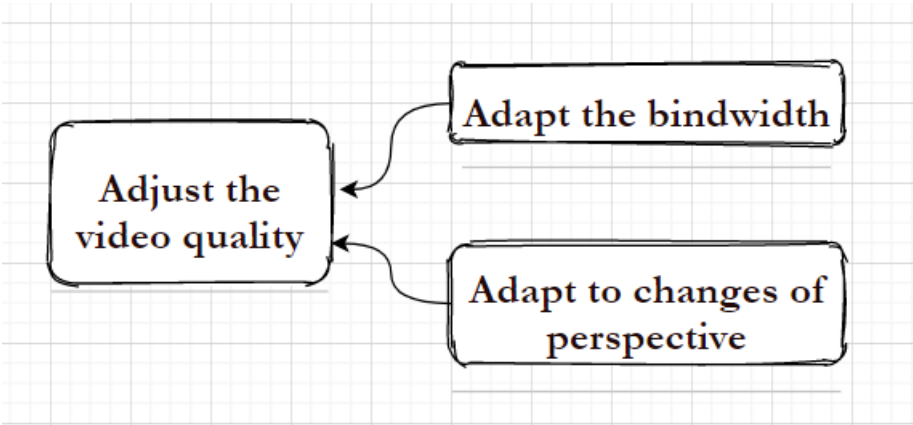 Adjust the
video quality
Adapt the bindwidth
Adapt to changes of
perspective